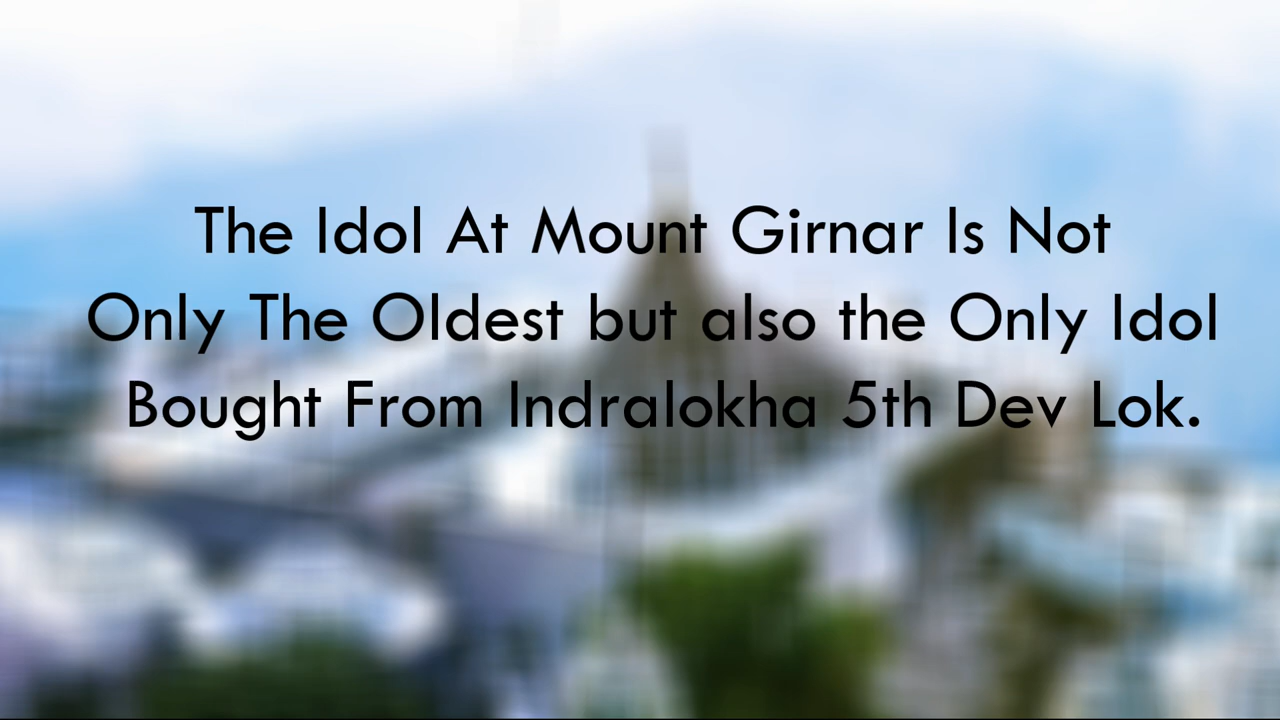 The Idol At Mount Girnar Is Not
Only The Oldest but also the Only Idol
Bought From Indralokha 5th Dev Lok.